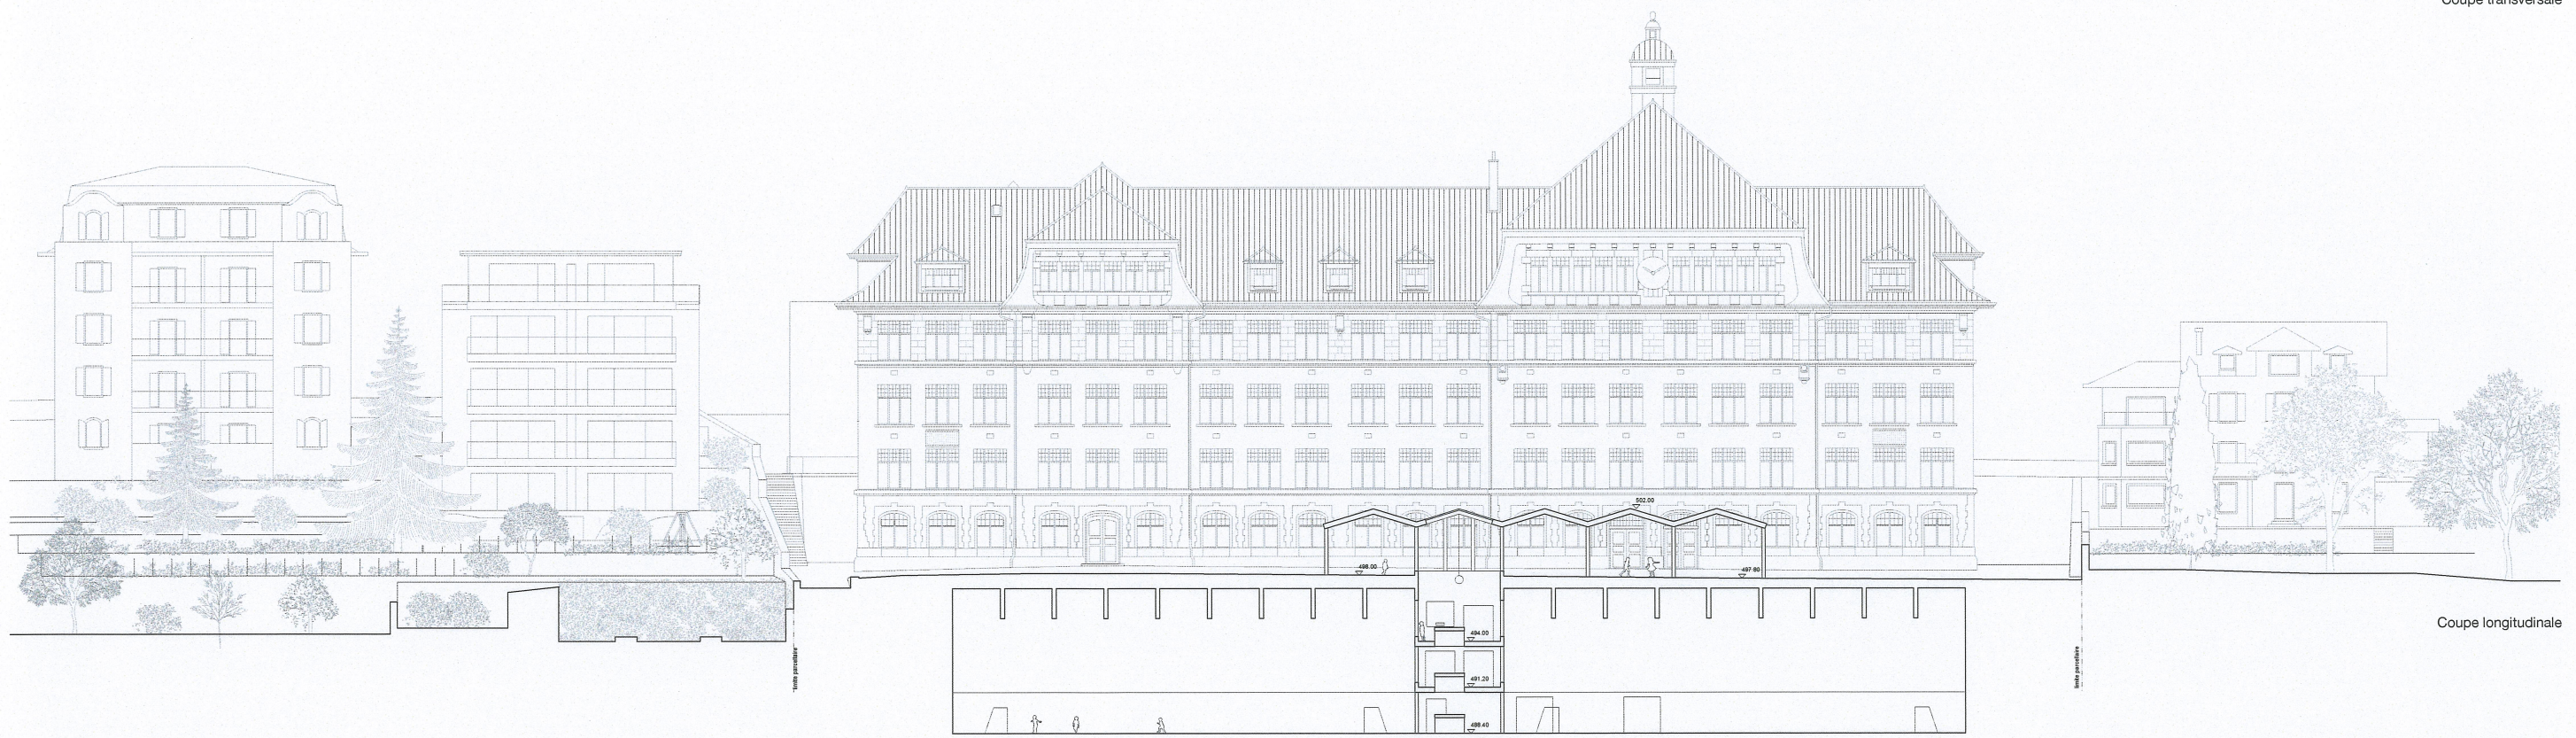 Coupe transversale
502.00
498.00
497.80
Coupe longitudinale
494.00
limite parcellaire
limite parcellaire
491.20
488.40